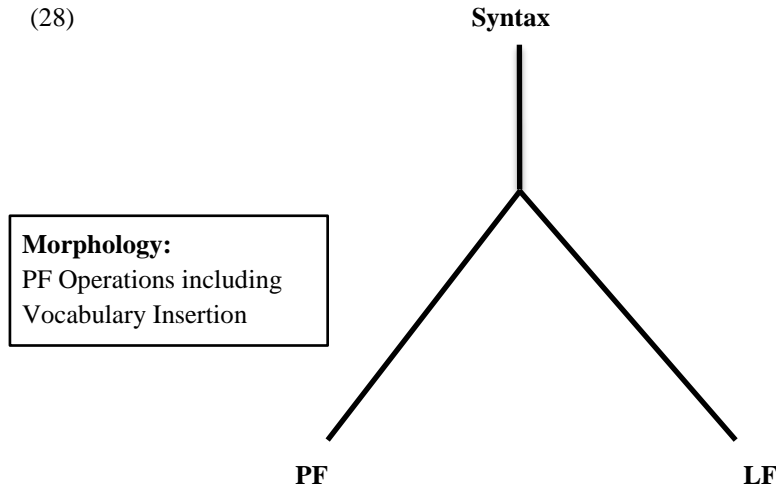 (28)
Syntax
Morphology:
PF Operations including
Vocabulary Insertion
PF
LF